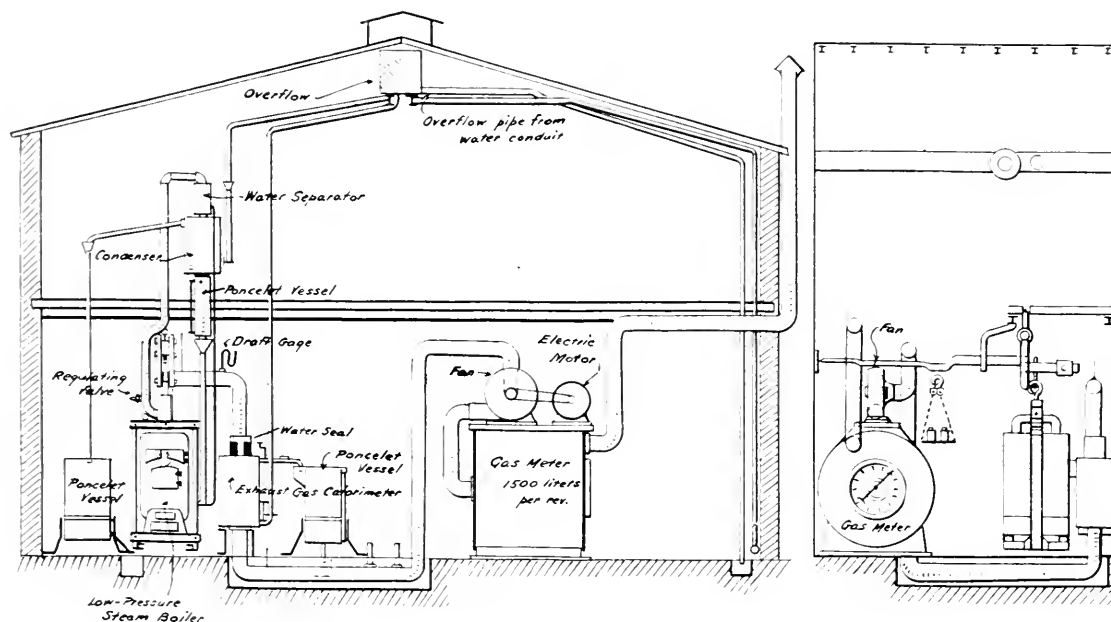 Overflow
Overflow pipe from
water conduit
Water Separator
Condenser
Poncelet Vessel
Draft Gage
Regulating
Valve
Fan
Electric
Motor
Water Seal
Poncelet
Vessel
Poncelet
Vessel
Exhaust Gas Calorimeter
Gas Meter
1500 liters
per rev.
Low-Pressure
Steam Boiler
Fan
Gas Meter